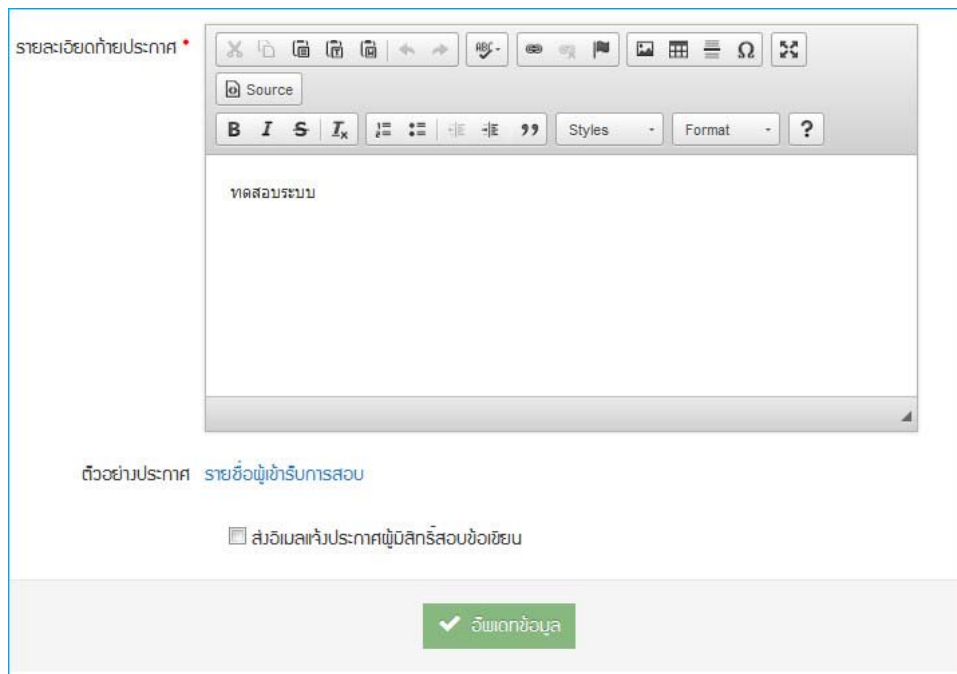 รายละเอียดท้ายประกาศ *
ABC
Source
B I S Ix Styles Format ?
ทดสอบระบบ
ตัวอย่างประกาศ รายชื่อผู้เข้ารับการสอบ
ส่งอีเมลแจ้งประกาศผู้มีสิทธิ์สอบข้อเขียน
อัพเดทข้อมูล